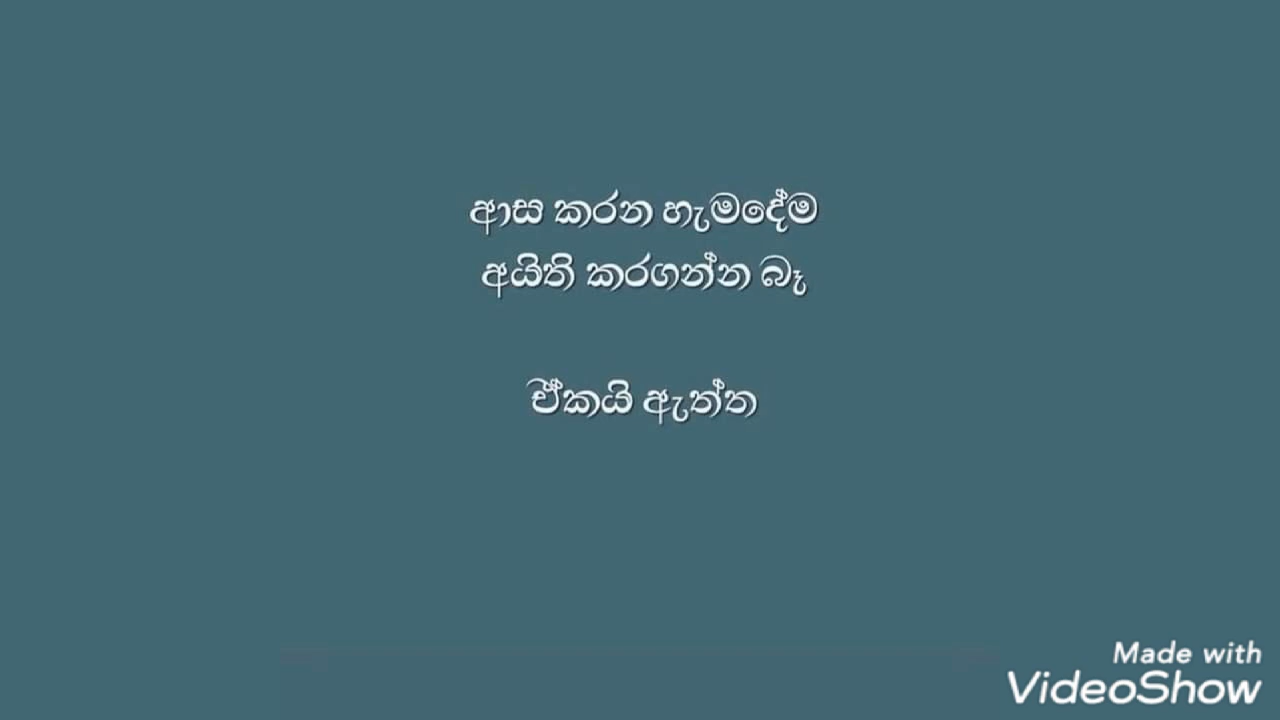 ආස කරන හැමදේම
අයිති කරගන්න බෑ
ඒකයි ඇත්ත
Made with
VideoShow